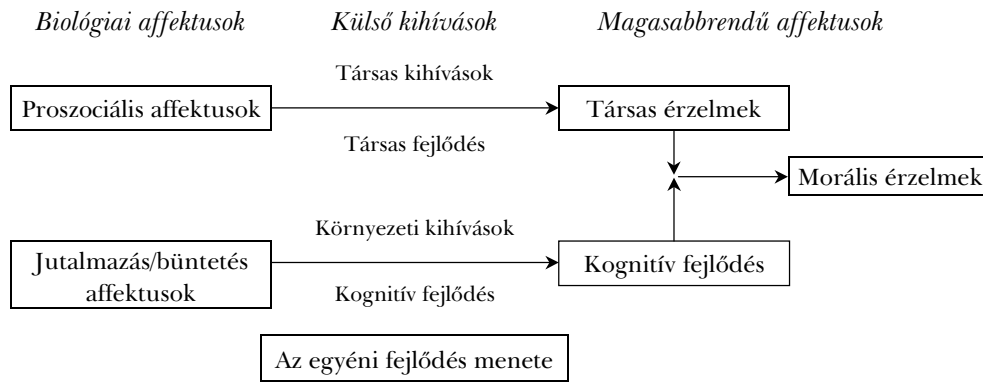 Biológiai affektusok
Külső kihívások
Magasabbrendű affektusok
Társas kihívások
Proszociális affektusok
Társas érzelmek
Társas fejlődés
Morális érzelmek
Környezeti kihívások
Jutalmazás/büntetés
affektusok
Kognitív fejlődés
Kognitív fejlődés
Az egyéni fejlődés menete